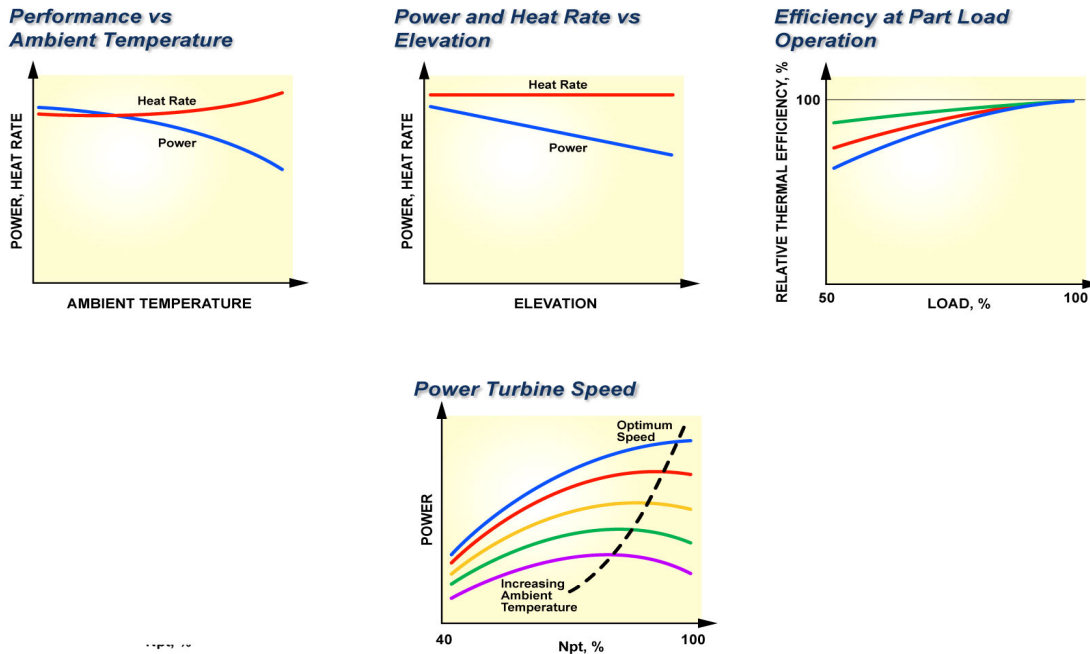 Performance vs
Ambient Temperature
POWER, HEAT RATE
Heat Rate
Power
AMBIENT TEMPERATURE
Power and Heat Rate vs
Elevation
POWER, HEAT RATE
Heat Rate
Power
ELEVATION
Efficiency at Part Load
Operation
RELATIVE THERMAL EFFICIENCY, %
100
50
100
LOAD, %
Power Turbine Speed
POWER
Optimum
Speed
Increasing
Ambient
Temperature
40
100
Npt, %